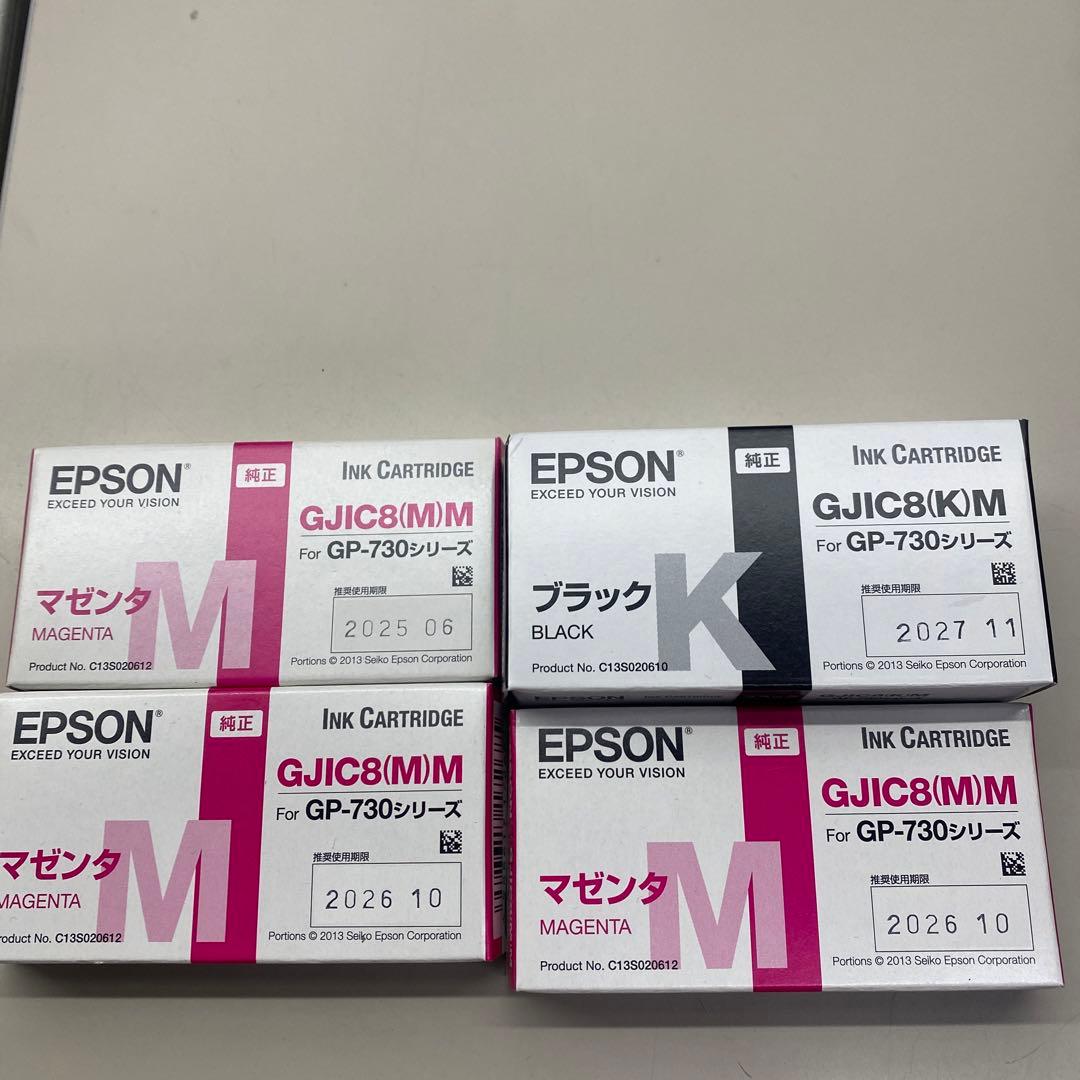 EPSON®
EXCEED YOUR VISION
純正
INK CARTRIDGE
GJIC8(M)M
For GP-730シリーズ
マゼンタ M
MAGENTA
推奨使用期限
2025 06
Product No. C13S020612
Portions © 2013 Seiko Epson Corporation
EPSON®
EXCEED YOUR VISION
純正
INK CARTRIDGE
GJIC8(K)M
For GP-730シリーズ
ブラック K
BLACK
推奨使用期限
2027 11
Product No. C13S020610
Portions © 2013 Seiko Epson Corporation
EPSON®
EXCEED YOUR VISION
純正
INK CARTRIDGE
GJIC8(M)M
For GP-730シリーズ
マゼンタ M
MAGENTA
推奨使用期限
2026 10
roduct No. C13S020612
Portions © 2013 Seiko Epson Corporation
EPSON INK CARTRIDGE GJIC8(K)M
EPSON®
EXCEED YOUR VISION
純正
INK CARTRIDGE
GJIC8(M)M
For GP-730シリーズ
マゼンタ M
MAGENTA
推奨使用期限
2026 10
Product No. C13S020612
Portions © 2013 Seiko Epson Corporation